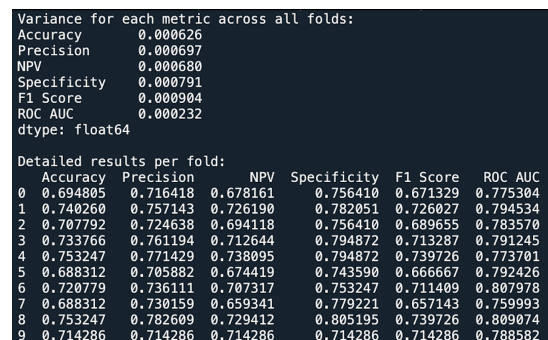 Variance for each metric across all folds:
Accuracy 0.000626
Precision 0.000697
NPV 0.000680
Specificity 0.000791
F1 Score 0.000904
ROC AUC 0.000232
dtype: float64
Detailed results per fold:
Accuracy Precision NPV Specificity F1 Score ROC AUC
0 0.694805 0.716418 0.678161 0.756410 0.671329 0.775304
1 0.740260 0.757143 0.726190 0.782051 0.726027 0.794534
2 0.707792 0.724638 0.694118 0.756410 0.689655 0.783570
3 0.733766 0.761194 0.712644 0.794872 0.713287 0.791245
4 0.753247 0.771429 0.738095 0.794872 0.739726 0.773701
5 0.688312 0.705882 0.674419 0.743590 0.666667 0.792426
6 0.720779 0.736111 0.707317 0.753247 0.711409 0.807978
7 0.688312 0.730159 0.659341 0.779221 0.657143 0.759993
8 0.753247 0.782609 0.729412 0.805195 0.739726 0.809074
9 0.714286 0.714286 0.714286 0.714286 0.714286 0.788582